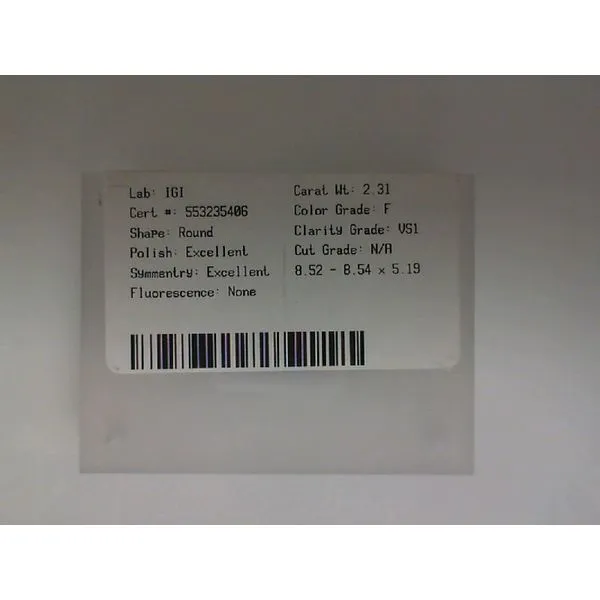 Lab: IGI
Cert #: 553235406
Shape: Round
Polish: Excellent
Symmentry: Excellent
Fluorescence: None
Carat Wt: 2.31
Color Grade: F
Clarity Grade: VS1
Cut Grade: N/A
8.52 - 8.54 x 5.19